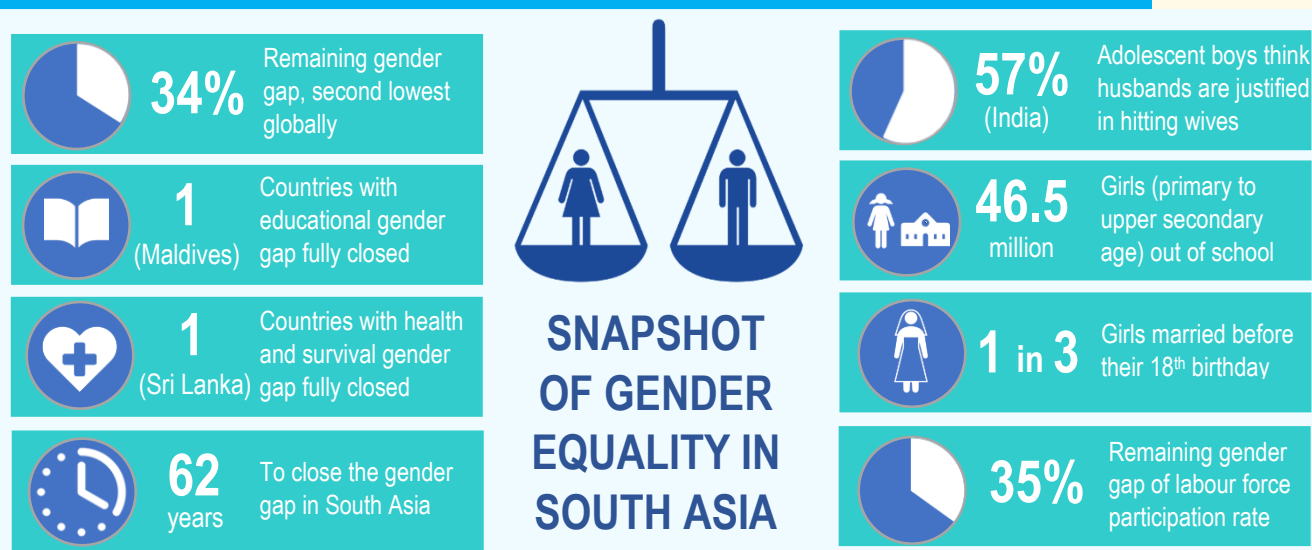 34%
Remaining gender
gap, second lowest
globally
1
(Maldives)
Countries with
educational gender
gap fully closed
1
(Sri Lanka)
Countries with health
and survival gender
gap fully closed
62
years
To close the gender
gap in South Asia
SNAPSHOT
OF GENDER
EQUALITY IN
SOUTH ASIA
57%
(India)
Adolescent boys think
husbands are justified
in hitting wives
46.5
million
Girls (primary to
upper secondary
age) out of school
1 in 3
Girls married before
their 18th birthday
35%
Remaining gender
gap of labour force
participation rate